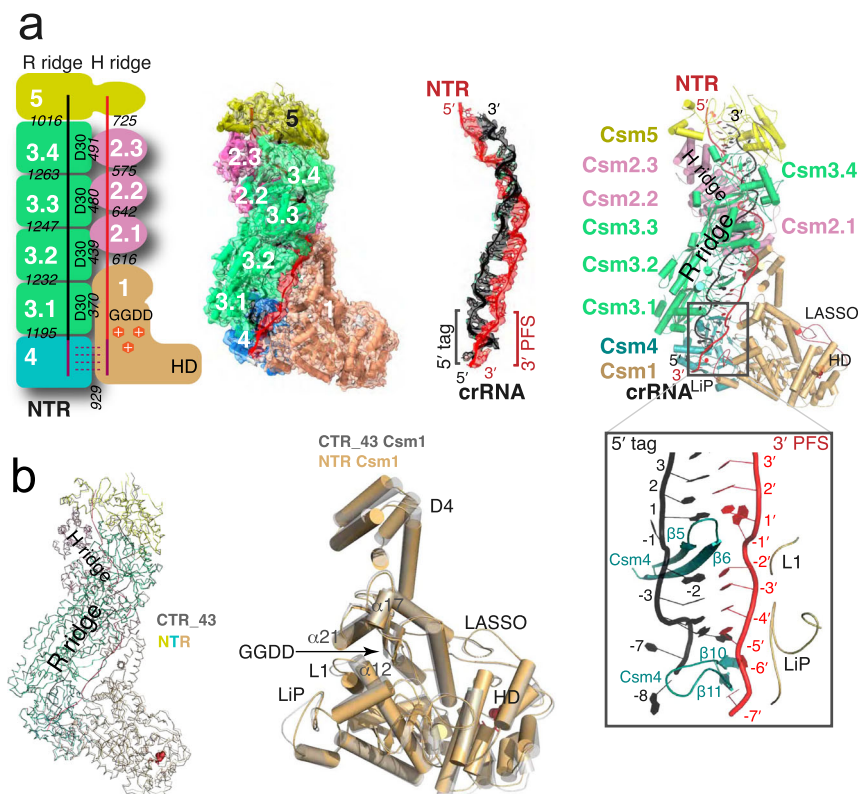 a
R ridge H ridge
5
1016
725
3.4
D30
491
2.3
1263
575
3.3
D30
480
2.2
1247
642
3.2
D30
439
2.1
1232
616
3.1
D30
370
1
GGDD
+ +
+
1195
4
HD
929
NTR
5
2.3
2.2
3.4
3.3
3.2
3.1
1
4
NTR
5′ 3′
5′ tag
3′ PFS
5′ 3′
crRNA
NTR
5′
3′
Csm5
Csm2.3
Csm3.4
Csm2.2
Csm3.3
Csm2.1
Csm3.2
Csm3.1
Csm4
Csm1
H ridge
R ridge
LASSO
HD
5′
3′
LiP
crRNA
5′ tag 3′ PFS
3 3′
2 2′
1 1′
-1 -1′
β5
β6
Csm4
-2′
L1
-2
-3 -3′
-4′
-7 -5′
β10
-6′
LiP
Csm4
β11
-8
-7′
b
H ridge
R ridge
CTR_43
NTR
CTR_43 Csm1
NTR Csm1
D4
α17
LASSO
α21
GGDD
L1
α12
LiP
HD